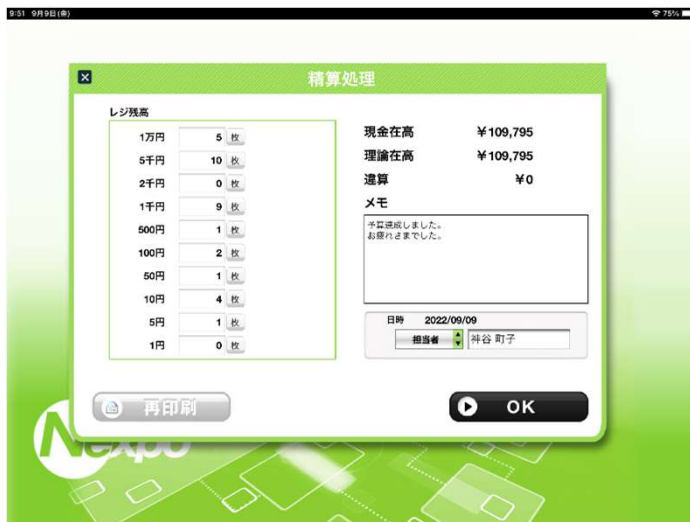 9:51 9月9日(金)
75%
精算処理
レジ残高
1万円 5 枚
5千円 10 枚
2千円 0 枚
1千円 9 枚
500円 1 枚
100円 2 枚
50円 1 枚
10円 4 枚
5円 1 枚
1円 0 枚
現金在高 ¥109,795
理論在高 ¥109,795
違算 ¥0
メモ
予算達成しました。
お疲れさまでした。
日時 2022/09/09
担当者 神谷 町子
再印刷
OK
Nexpo